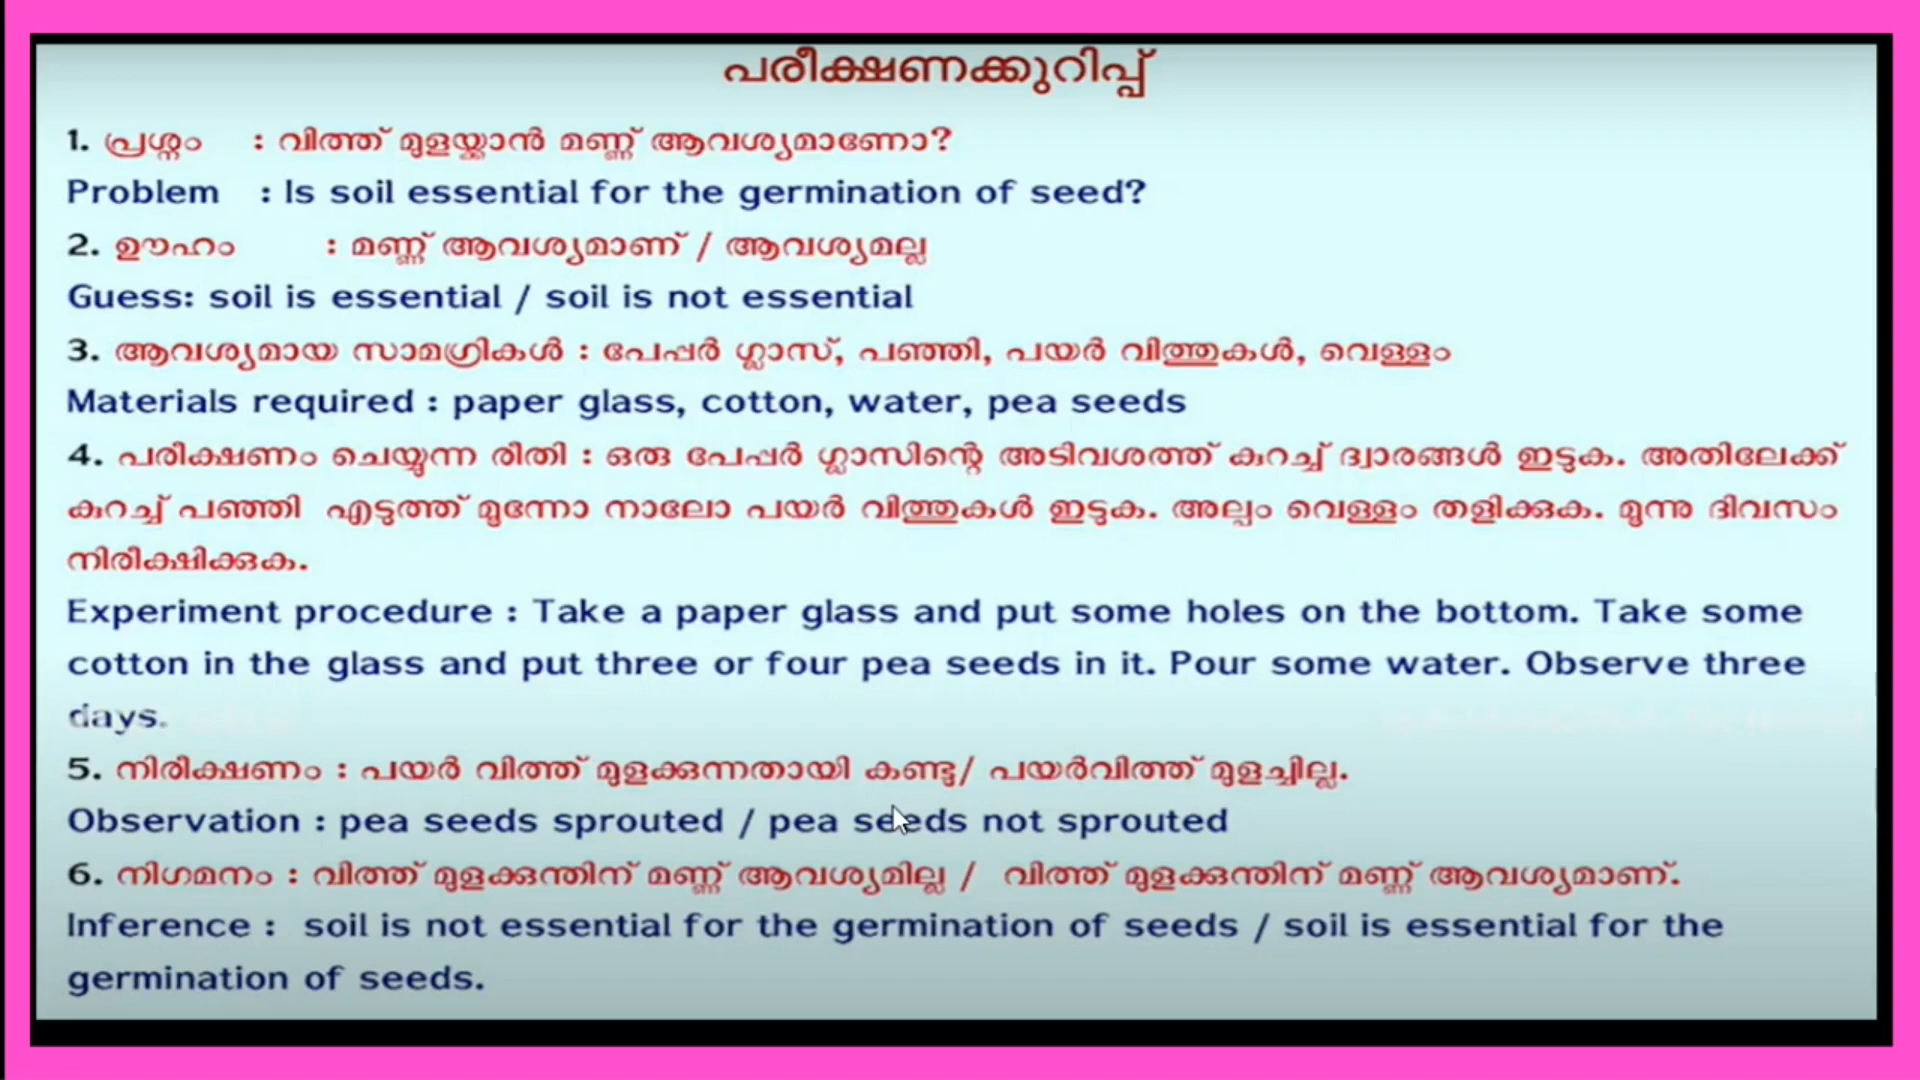 പരീക്ഷണക്കുറിപ്പ്
1. പ്രശ്നം : വിത്ത് മുളയ്ക്കാൻ മണ്ണ് ആവശ്യമാണോ?
Problem : Is soil essential for the germination of seed?
2. ഊഹം : മണ്ണ് ആവശ്യമാണ് / ആവശ്യമല്ല
Guess: soil is essential / soil is not essential
3. ആവശ്യമായ സാമഗ്രികൾ : പേപ്പർ ഗ്ലാസ്, പഞ്ഞി, പയർ വിത്തുകൾ, വെള്ളം
Materials required : paper glass, cotton, water, pea seeds
4. പരീക്ഷണം ചെയ്യുന്ന രീതി : ഒരു പേപ്പർ ഗ്ലാസിന്റെ അടിവശത്ത് കുറച്ച് ദ്വാരങ്ങൾ ഇടുക. അതിലേക്ക്
കുറച്ച് പഞ്ഞി എടുത്ത് മൂന്നോ നാലോ പയർ വിത്തുകൾ ഇടുക. അല്പം വെള്ളം തളിക്കുക. മൂന്നു ദിവസം
നിരീക്ഷിക്കുക.
Experiment procedure : Take a paper glass and put some holes on the bottom. Take some
cotton in the glass and put three or four pea seeds in it. Pour some water. Observe three
days.
5. നിരീക്ഷണം : പയർ വിത്ത് മുളക്കുന്നതായി കണ്ടു/ പയർവിത്ത് മുളച്ചില്ല.
Observation : pea seeds sprouted / pea seeds not sprouted
6. നിഗമനം : വിത്ത് മുളക്കുന്തിന് മണ്ണ് ആവശ്യമില്ല / വിത്ത് മുളക്കുന്തിന് മണ്ണ് ആവശ്യമാണ്.
Inference : soil is not essential for the germination of seeds / soil is essential for the
germination of seeds.